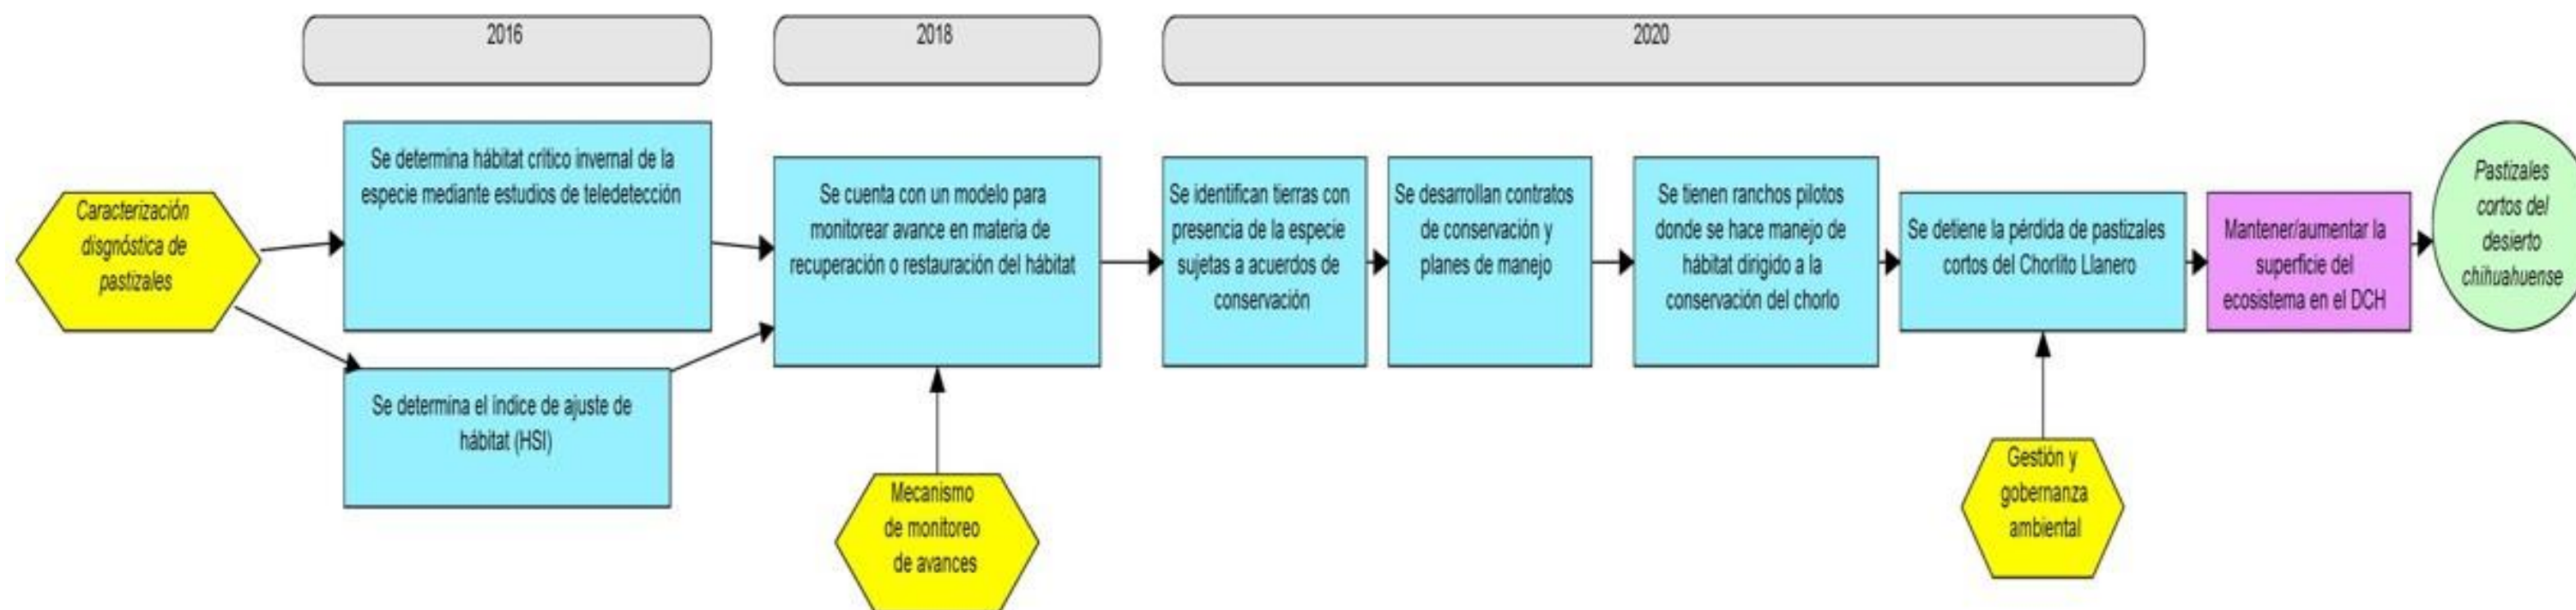 2016
2018
2020
Caracterización
disgnóstica de
pastizales
Se determina hábitat crítico invernal de la
especie mediante estudios de teledetección
Se determina el índice de ajuste de
hábitat (HSI)
Se cuenta con un modelo para
monitorear avance en materia de
recuperación o restauración del hábitat
Mecanismo
de monitoreo
de avances
Se identifican tierras con
presencia de la especie
sujetas a acuerdos de
conservación
Se desarrollan contratos
de conservación y
planes de manejo
Se tienen ranchos pilotos
donde se hace manejo de
hábitat dirigido a la
conservación del chorlo
Se detiene la pérdida de pastizales
cortos del Chorlito Llanero
Gestión y
gobernanza
ambiental
Mantener/aumentar la
superficie del
ecosistema en el DCH
Pastizales
cortos del
desierto
chihuahuense